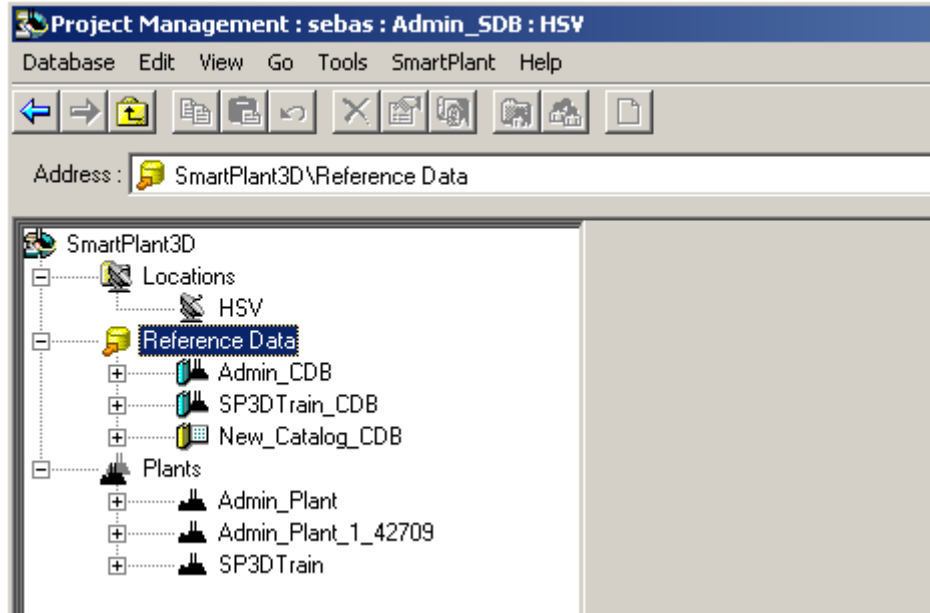 Project Management : sebas : Admin_SDB : HSV
Database Edit View Go Tools SmartPlant Help
Address : SmartPlant3D\Reference Data
SmartPlant3D
Locations
HSV
Reference Data
Admin_CDB
SP3DTrain_CDB
New_Catalog_CDB
Plants
Admin_Plant
Admin_Plant_1_42709
SP3DTrain